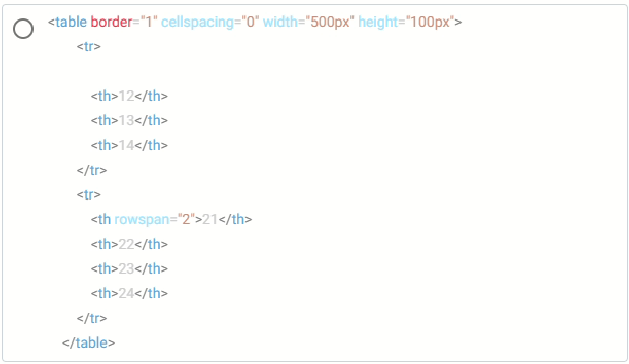 <table border="1" cellspacing="0" width="500px" height="100px">
<tr>
<th>12</th>
<th>13</th>
<th>14</th>
</tr>
<tr>
<th rowspan="2">21</th>
<th>22</th>
<th>23</th>
<th>24</th>
</tr>
</table>